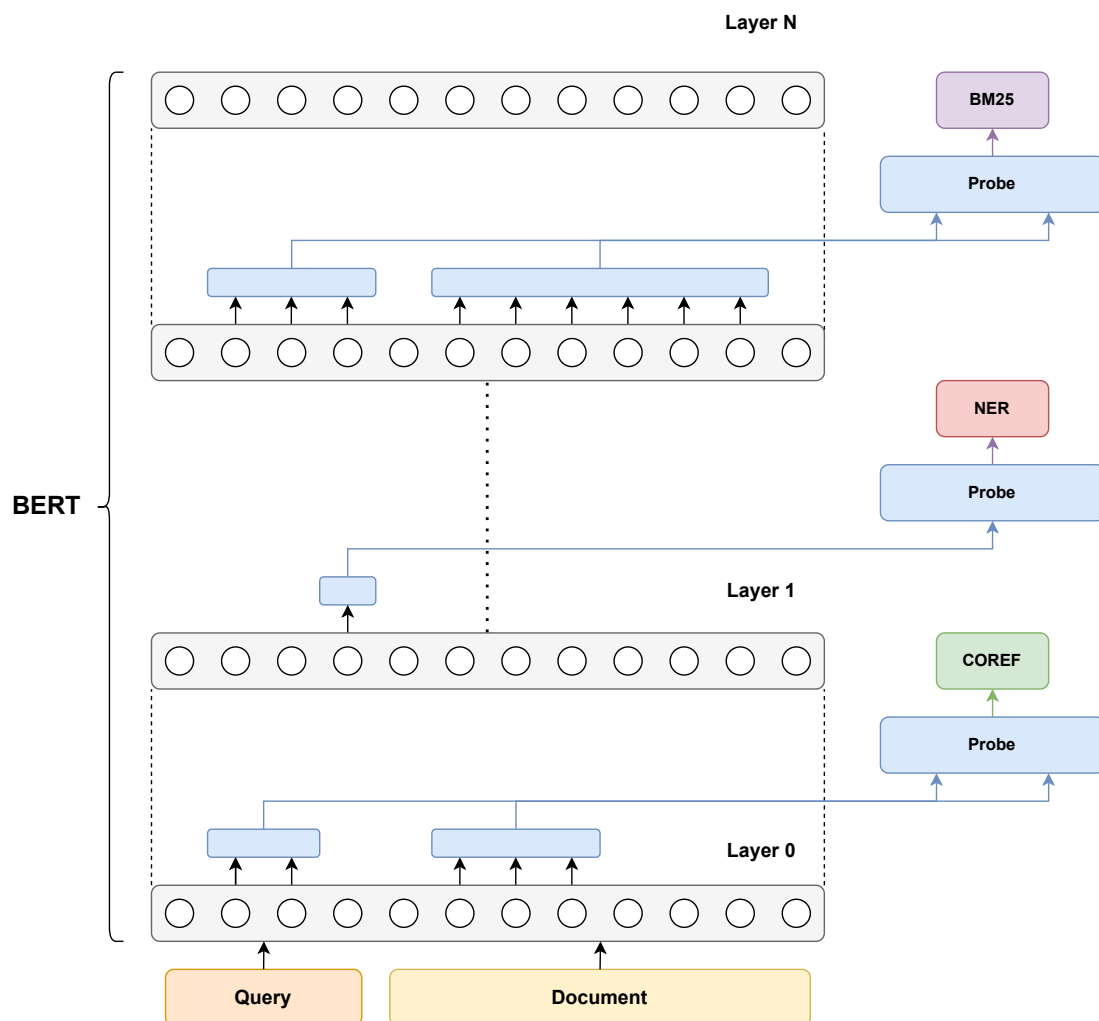 Layer N
BM25
Probe
NER
Probe
BERT
Layer 1
COREF
Probe
Layer 0
Query
Document